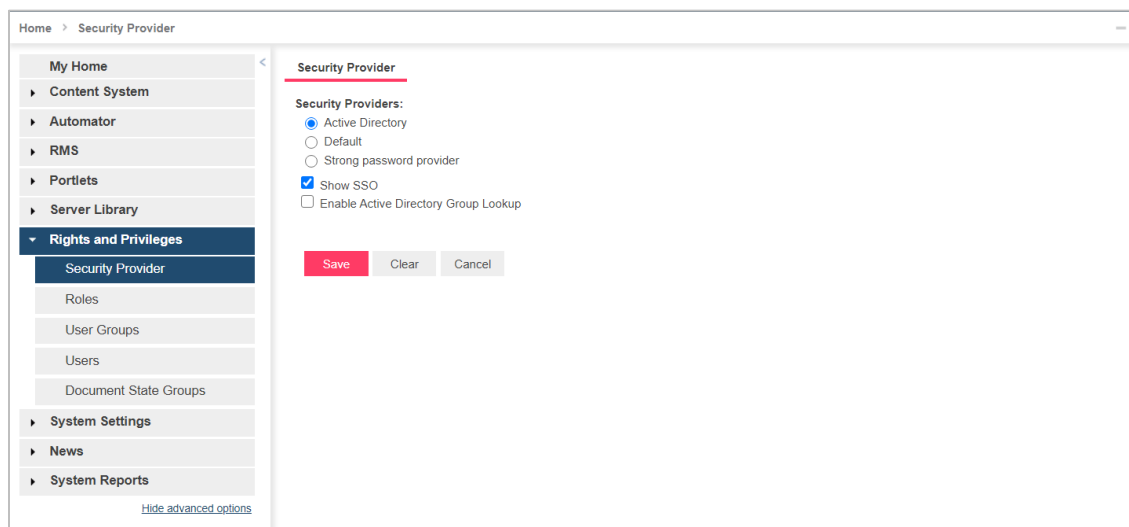 Home > Security Provider
My Home
Content System
Automator
RMS
Portlets
Server Library
Rights and Privileges
Security Provider
Roles
User Groups
Users
Document State Groups
System Settings
News
System Reports
Hide advanced options
Security Provider
Security Providers:
Active Directory
Default
Strong password provider
Show SSO
Enable Active Directory Group Lookup
Save Clear Cancel